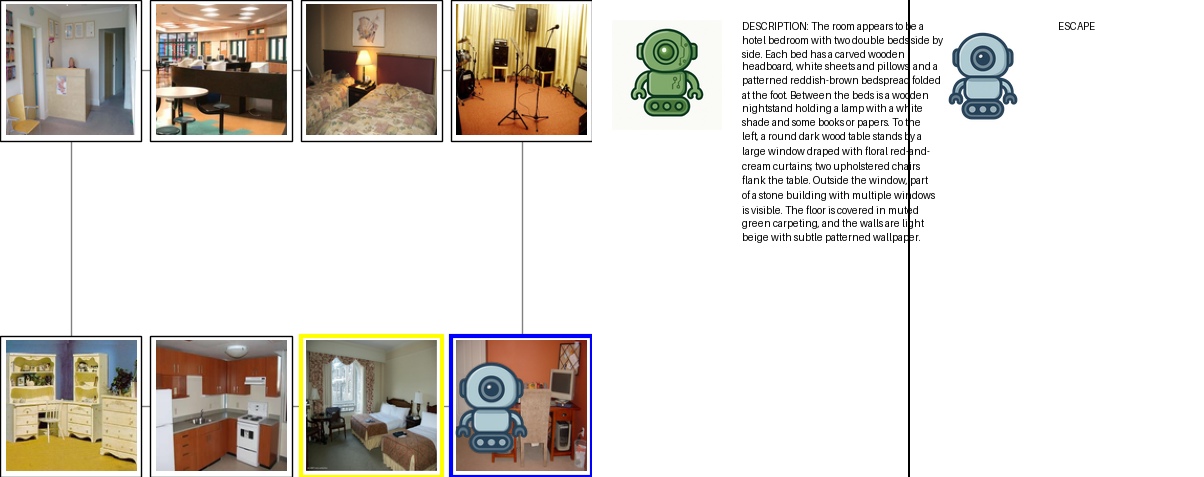 DESCRIPTION: The room appears to be a
hotel bedroom with two double beds side by
side. Each bed has a carved wooden
headboard, white sheets and pillows, and a
patterned reddish-brown bedspread folded
at the foot. Between the beds is a wooden
nightstand holding a lamp with a white
shade and some books or papers. To the
left, a round dark wood table stands by a
large window draped with floral red-and-
cream curtains; two upholstered chairs
flank the table. Outside the window, part
of a stone building with multiple windows
is visible. The floor is covered in muted
green carpeting, and the walls are light
beige with subtle patterned wallpaper.
ESCAPE